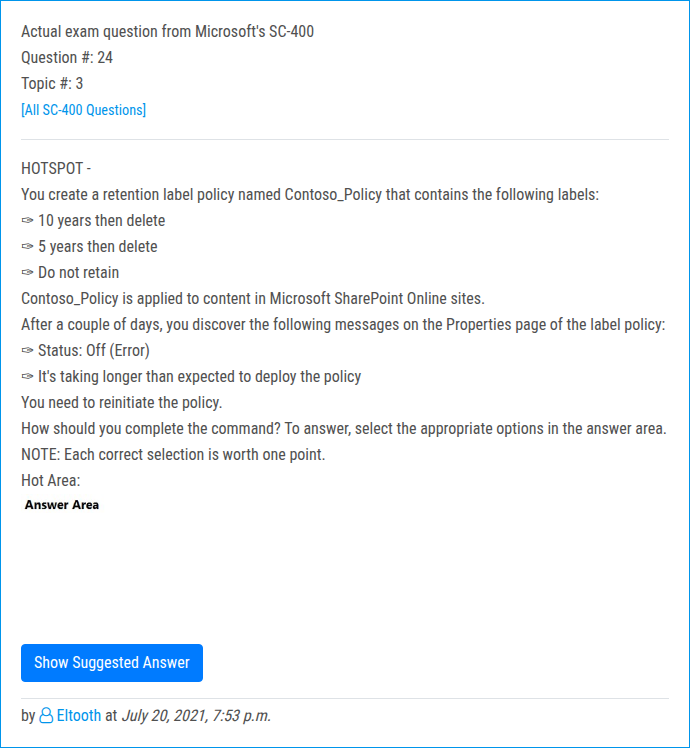 Actual exam question from Microsoft's SC-400
Question #: 24
Topic #: 3
[All SC-400 Questions]
HOTSPOT -
You create a retention label policy named Contoso_Policy that contains the following labels:
✑ 10 years then delete
✑ 5 years then delete
✑ Do not retain
Contoso_Policy is applied to content in Microsoft SharePoint Online sites.
After a couple of days, you discover the following messages on the Properties page of the label policy:
✑ Status: Off (Error)
✑ It's taking longer than expected to deploy the policy
You need to reinitiate the policy.
How should you complete the command? To answer, select the appropriate options in the answer area.
NOTE: Each correct selection is worth one point.
Hot Area:
Answer Area
Show Suggested Answer
by Eltooth at July 20, 2021, 7:53 p.m.